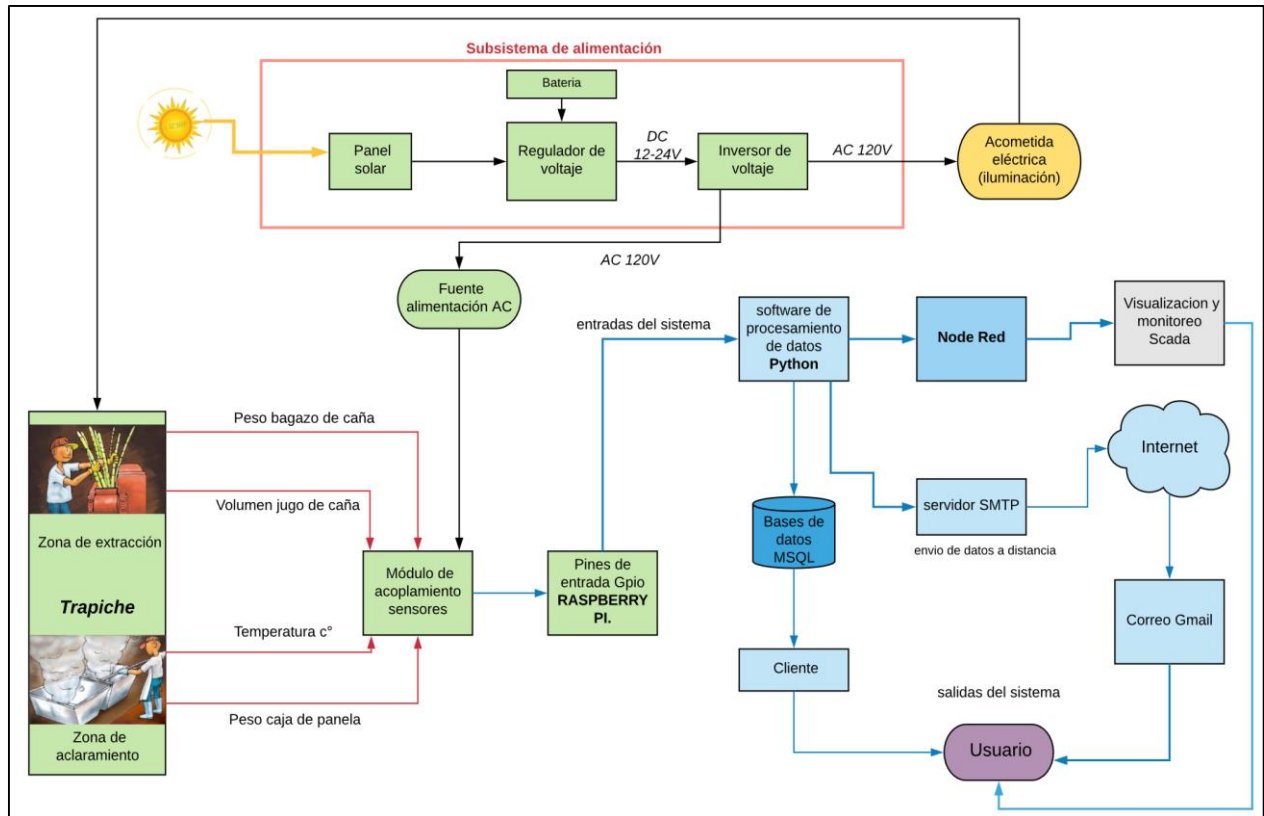 Subsistema de alimentación
Bateria
Panel
solar
Regulador de
voltaje
DC
12-24V
Inversor de
voltaje
AC 120V
Acometida
eléctrica
(iluminación)
AC 120V
Fuente
alimentación AC
entradas del sistema
software de
procesamiento
de datos
Python
Node Red
Visualizacion y
monitoreo
Scada
Peso bagazo de caña
Volumen jugo de caña
Zona de extracción
Trapiche
Temperatura c°
Peso caja de panela
Zona de
aclaramiento
Módulo de
acoplamiento
sensores
Pines de
entrada Gpio
RASPBERRY
PI.
Bases de
datos
MSQL
servidor SMTP
envio de datos a distancia
Internet
Correo Gmail
Cliente
salidas del sistema
Usuario